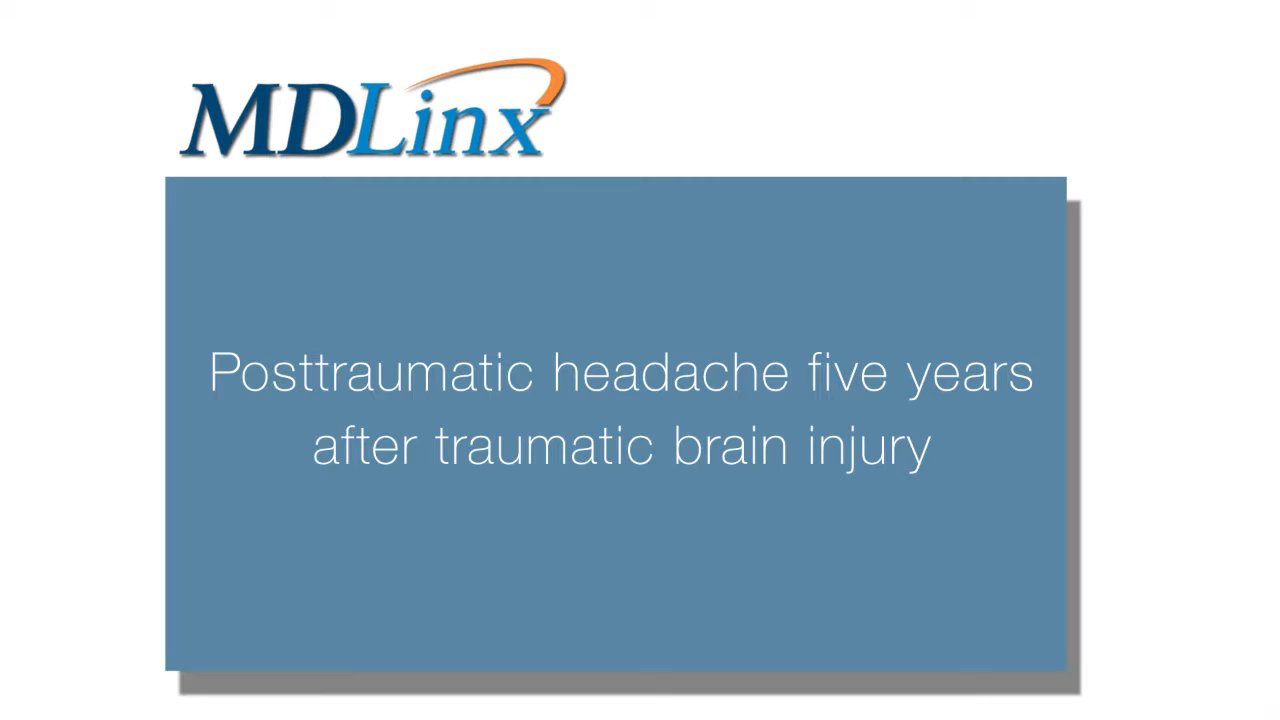 MDLinx
Posttraumatic headache five years
after traumatic brain injury